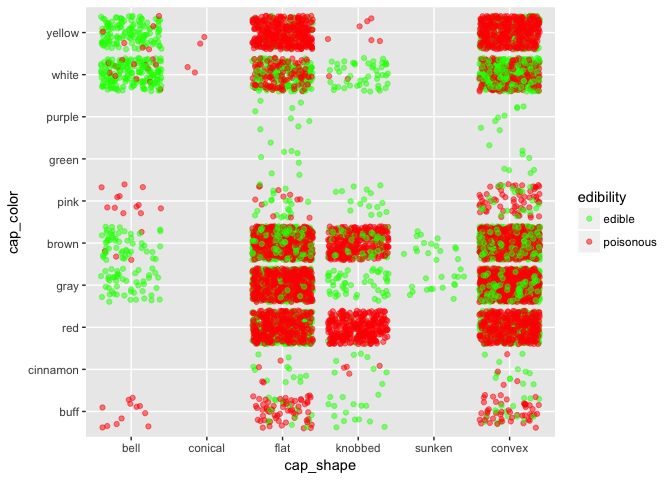 yellow
white
purple
green
pink
brown
gray
red
cinnamon
buff
cap_color
bell conical flat knobbed sunken convex
cap_shape
edibility
edible
poisonous